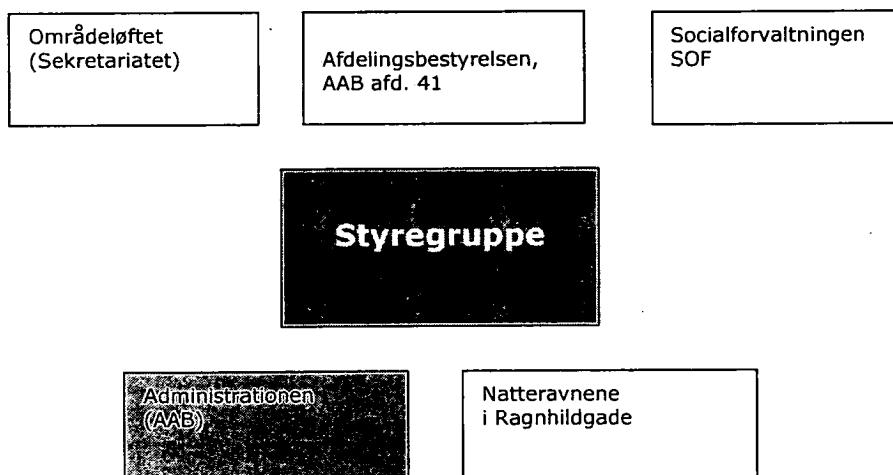 Områdeløftet
(Sekretariatet)
Afdelingsbestyrelsen,
AAB afd. 41
Socialforvaltningen
SOF
Styregruppe
Administrationen
(AAB)
Natteravnene
i Ragnhildgade